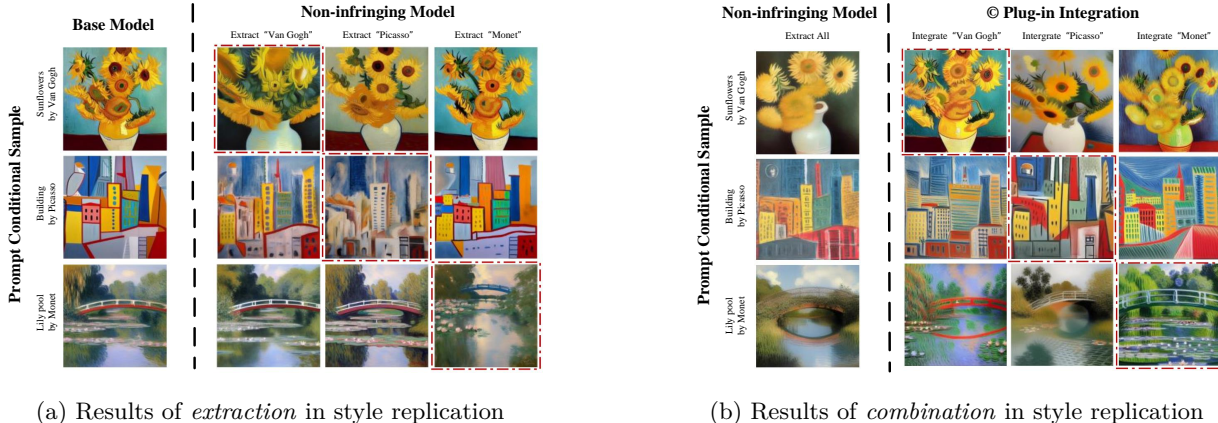 Base Model
Non-infringing Model
Extract "Van Gogh"
Extract "Picasso"
Extract "Monet"
Prompt Conditional Sample
Sunflowers
by Van Gogh
Building
by Picasso
Lily pool
by Monet
(a) Results of extraction in style replication
Non-infringing Model
© Plug-in Integration
Extract All
Integrate "Van Gogh"
Intergrate "Picasso"
Integrate "Monet"
Prompt Conditional Sample
Sunflowers
by Van Gogh
Building
by Picasso
Lily pool
by Monet
(b) Results of combination in style replication